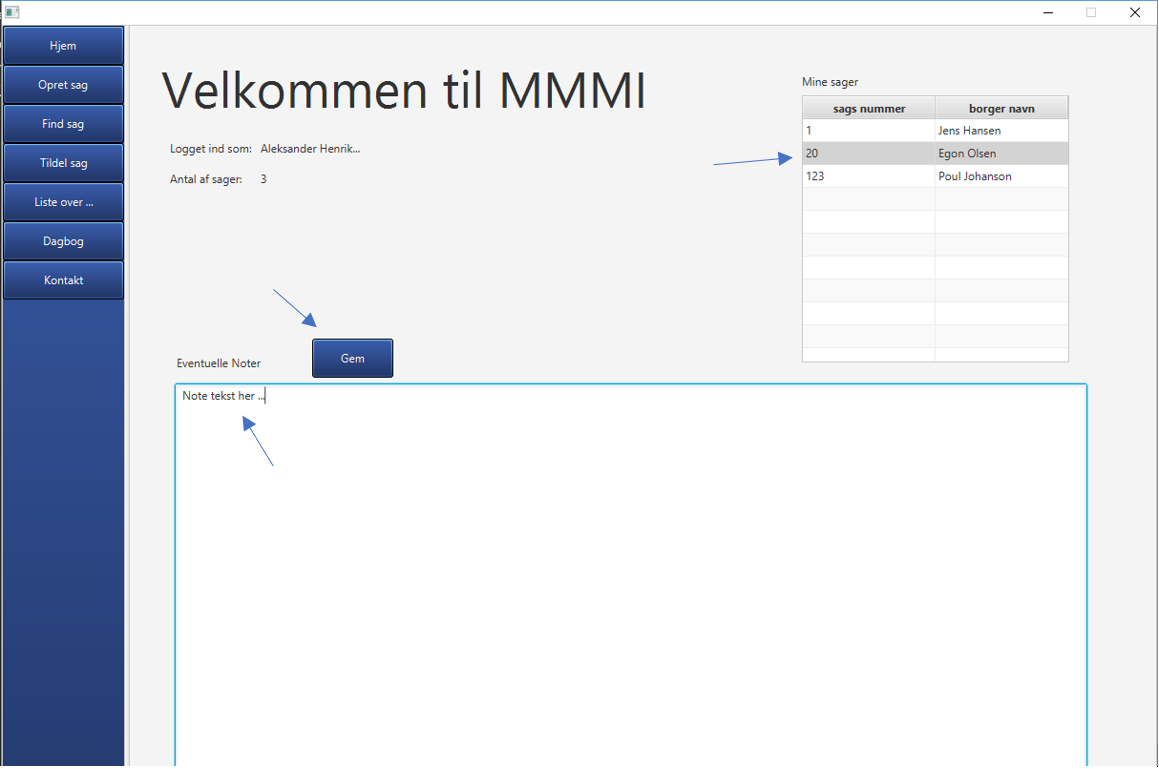 Hjem
Opret sag
Find sag
Tildel sag
Liste over ...
Dagbog
Kontakt
Velkommen til MMMI
Logget ind som: Aleksander Henrik...
Antal af sager: 3
Mine sager
sags nummer borger navn
1 Jens Hansen
20 Egon Olsen
123 Poul Johanson
Eventuelle Noter
Gem
Note tekst her ...